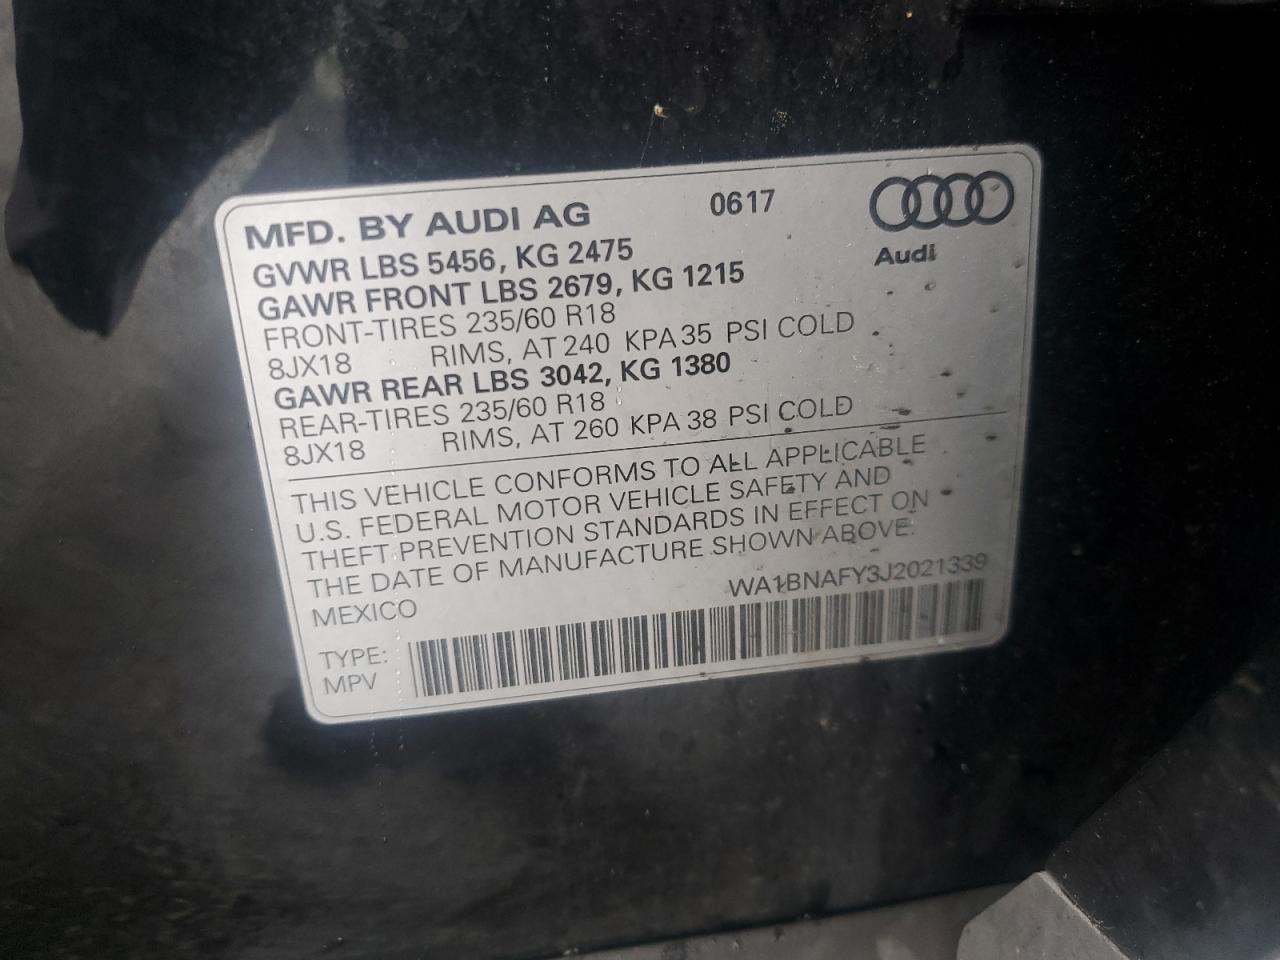 MFD. BY AUDI AG 0617
Audi
GVWR LBS 5456, KG 2475
GAWR FRONT LBS 2679, KG 1215
FRONT-TIRES 235/60 R18
8JX18 RIMS, AT 240 KPA 35 PSI COLD
GAWR REAR LBS 3042, KG 1380
REAR-TIRES 235/60 R18
8JX18 RIMS, AT 260 KPA 38 PSI COLD
THIS VEHICLE CONFORMS TO ALL APPLICABLE
U.S. FEDERAL MOTOR VEHICLE SAFETY AND
THEFT PREVENTION STANDARDS IN EFFECT ON
THE DATE OF MANUFACTURE SHOWN ABOVE.
MEXICO WA1BNAFY3J2021339
TYPE:
MPV